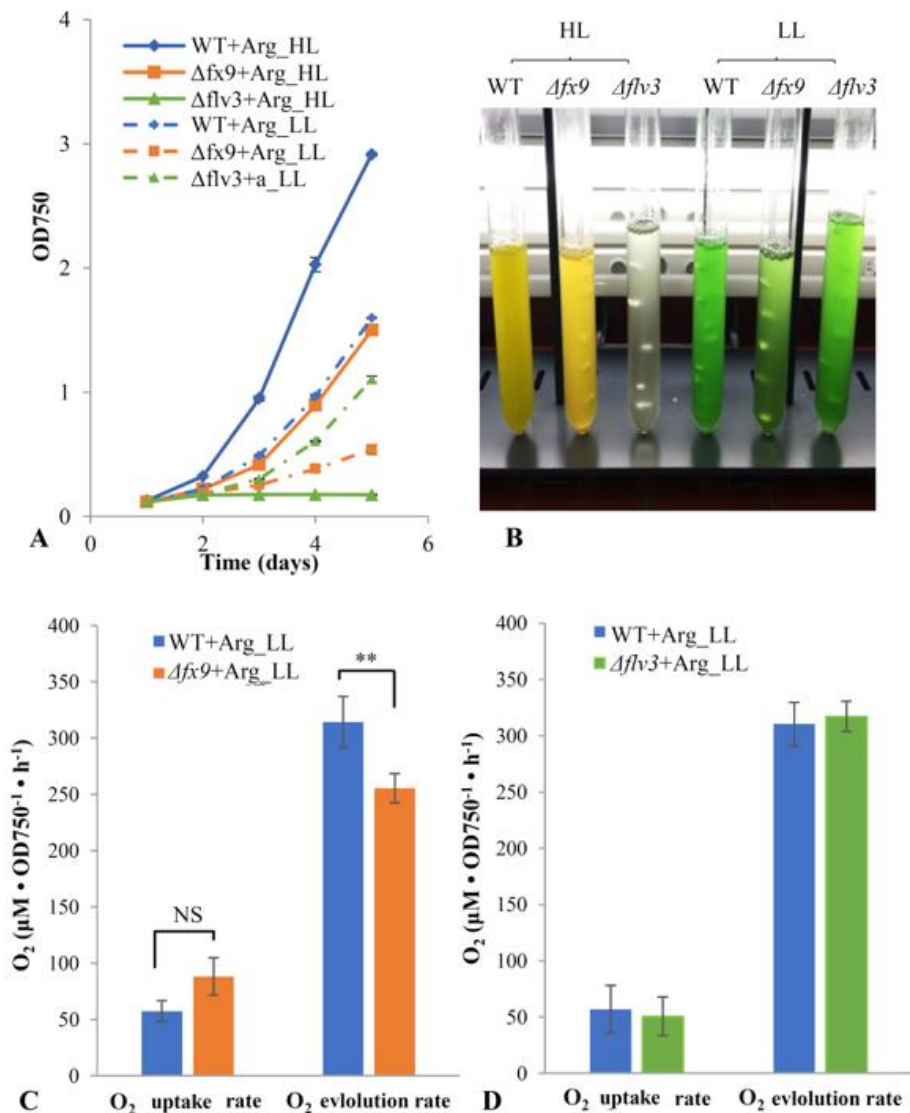 4
3
2
1
0
OD750
WT+Arg_HL
Δfx9+Arg_HL
Δflv3+Arg_HL
WT+Arg_LL
Δfx9+Arg_LL
Δflv3+a_LL
0 2 4 6
Time (days)
A
HL LL
WT Δfx9 Δflv3 WT Δfx9 Δflv3
B
400
350
300
250
200
150
100
50
0
O₂ (µM • OD750⁻¹ • h⁻¹)
WT+Arg_LL
Δfx9+Arg_LL
**
NS
O₂ uptake rate O₂ evlolution rate
C
400
350
300
250
200
150
100
50
0
O₂ (µM • OD750⁻¹ • h⁻¹)
WT+Arg_LL
Δflv3+Arg_LL
O₂ uptake rate O₂ evlolution rate
D